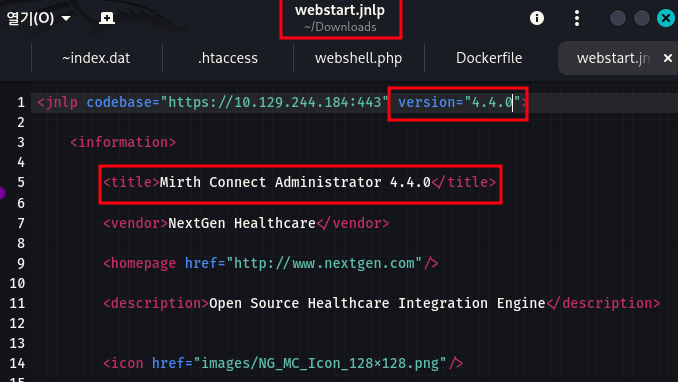 열기(O)
webstart.jnlp
~/Downloads
~index.dat
.htaccess
webshell.php
Dockerfile
webstart.jn
1 <jnlp codebase="https://10.129.244.184:443" version="4.4.0">
2
3 <information>
4
5 <title>Mirth Connect Administrator 4.4.0</title>
6
7 <vendor>NextGen Healthcare</vendor>
8
9 <homepage href="http://www.nextgen.com"/>
10
11 <description>Open Source Healthcare Integration Engine</description>
12
13
14 <icon href="images/NG_MC_Icon_128x128.png"/>